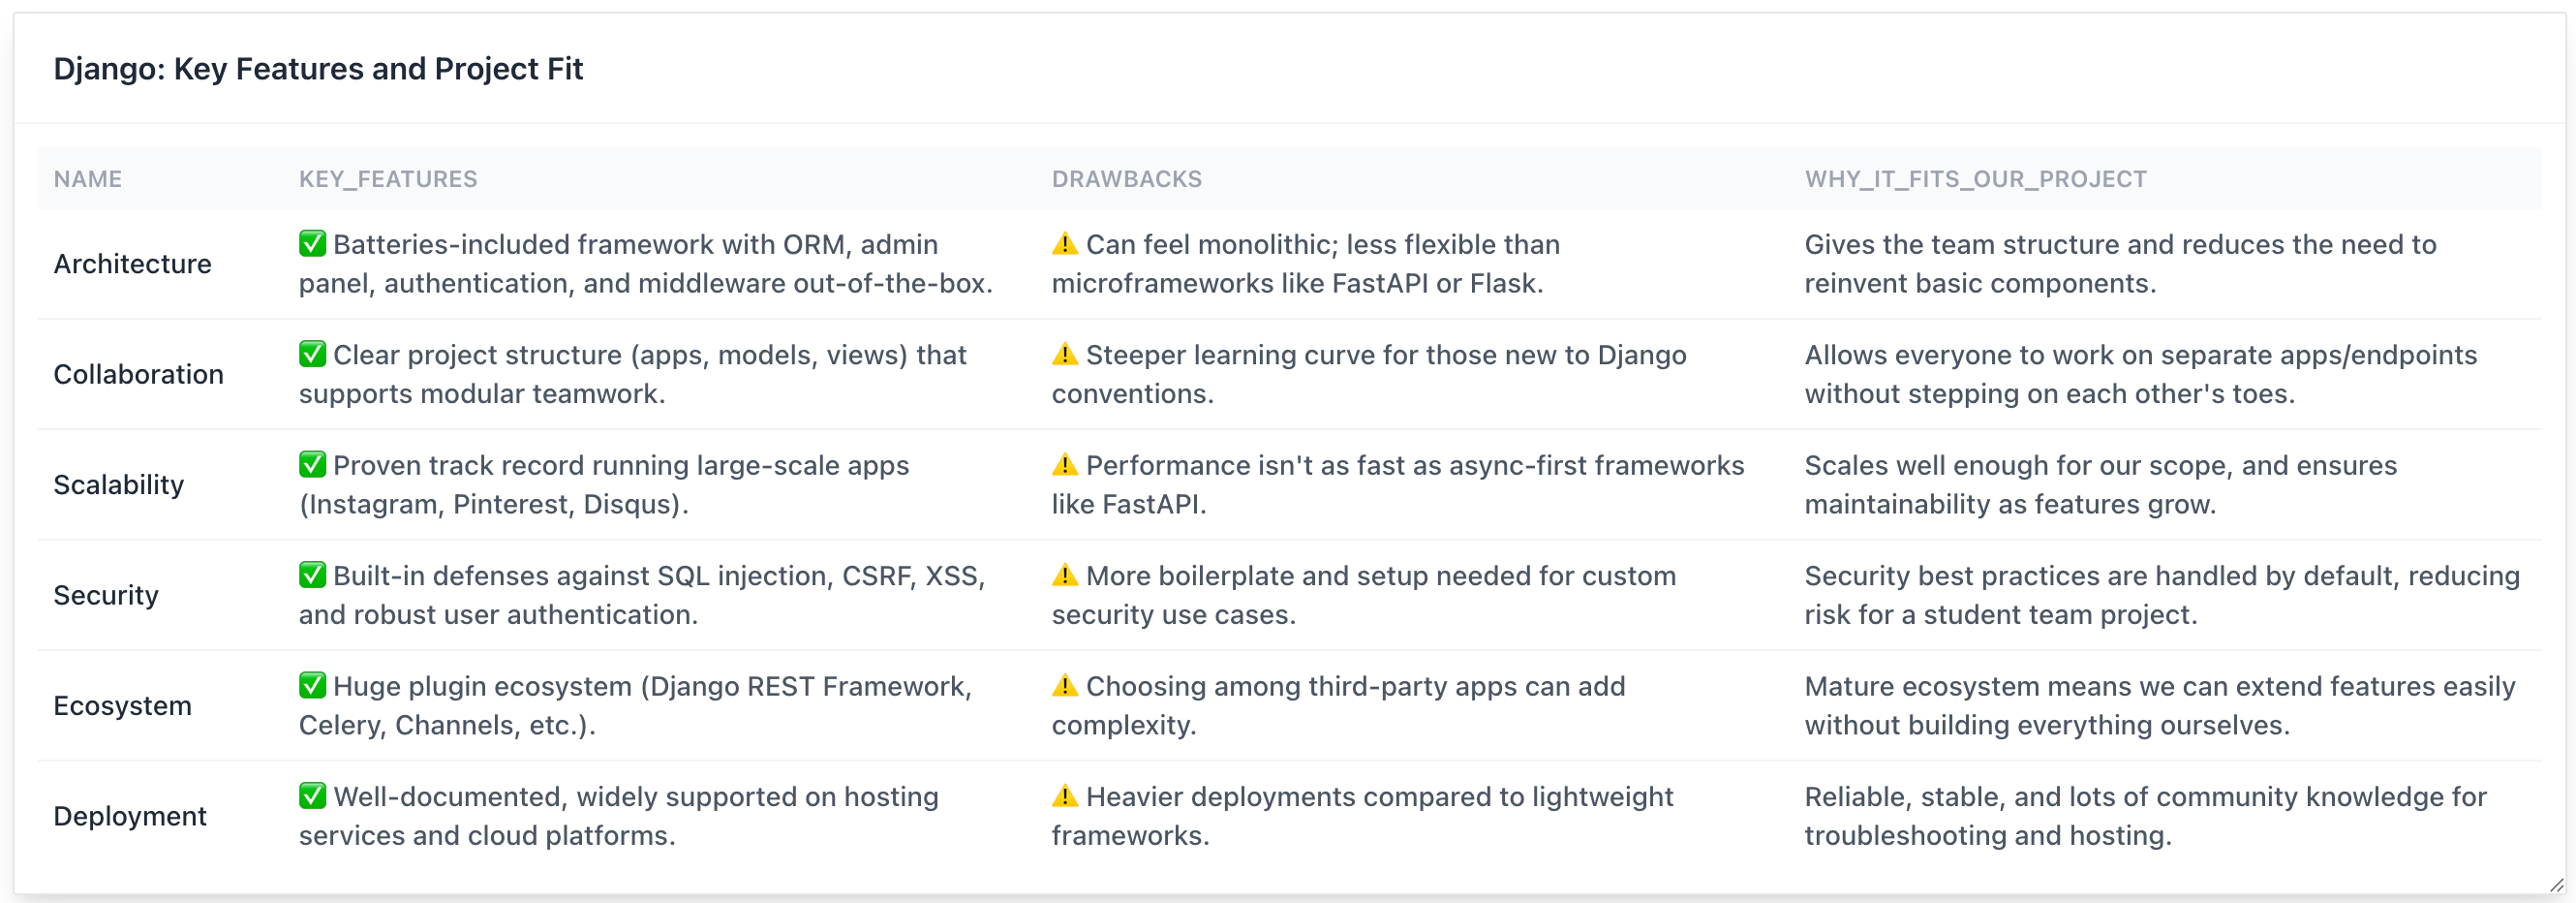 Django: Key Features and Project Fit
NAME
KEY_FEATURES
DRAWBACKS
WHY_IT_FITS_OUR_PROJECT
Architecture
✅ Batteries-included framework with ORM, admin
panel, authentication, and middleware out-of-the-box.
⚠️ Can feel monolithic; less flexible than
microframeworks like FastAPI or Flask.
Gives the team structure and reduces the need to
reinvent basic components.
Collaboration
✅ Clear project structure (apps, models, views) that
supports modular teamwork.
⚠️ Steeper learning curve for those new to Django
conventions.
Allows everyone to work on separate apps/endpoints
without stepping on each other's toes.
Scalability
✅ Proven track record running large-scale apps
(Instagram, Pinterest, Disqus).
⚠️ Performance isn't as fast as async-first frameworks
like FastAPI.
Scales well enough for our scope, and ensures
maintainability as features grow.
Security
✅ Built-in defenses against SQL injection, CSRF, XSS,
and robust user authentication.
⚠️ More boilerplate and setup needed for custom
security use cases.
Security best practices are handled by default, reducing
risk for a student team project.
Ecosystem
✅ Huge plugin ecosystem (Django REST Framework,
Celery, Channels, etc.).
⚠️ Choosing among third-party apps can add
complexity.
Mature ecosystem means we can extend features easily
without building everything ourselves.
Deployment
✅ Well-documented, widely supported on hosting
services and cloud platforms.
⚠️ Heavier deployments compared to lightweight
frameworks.
Reliable, stable, and lots of community knowledge for
troubleshooting and hosting.